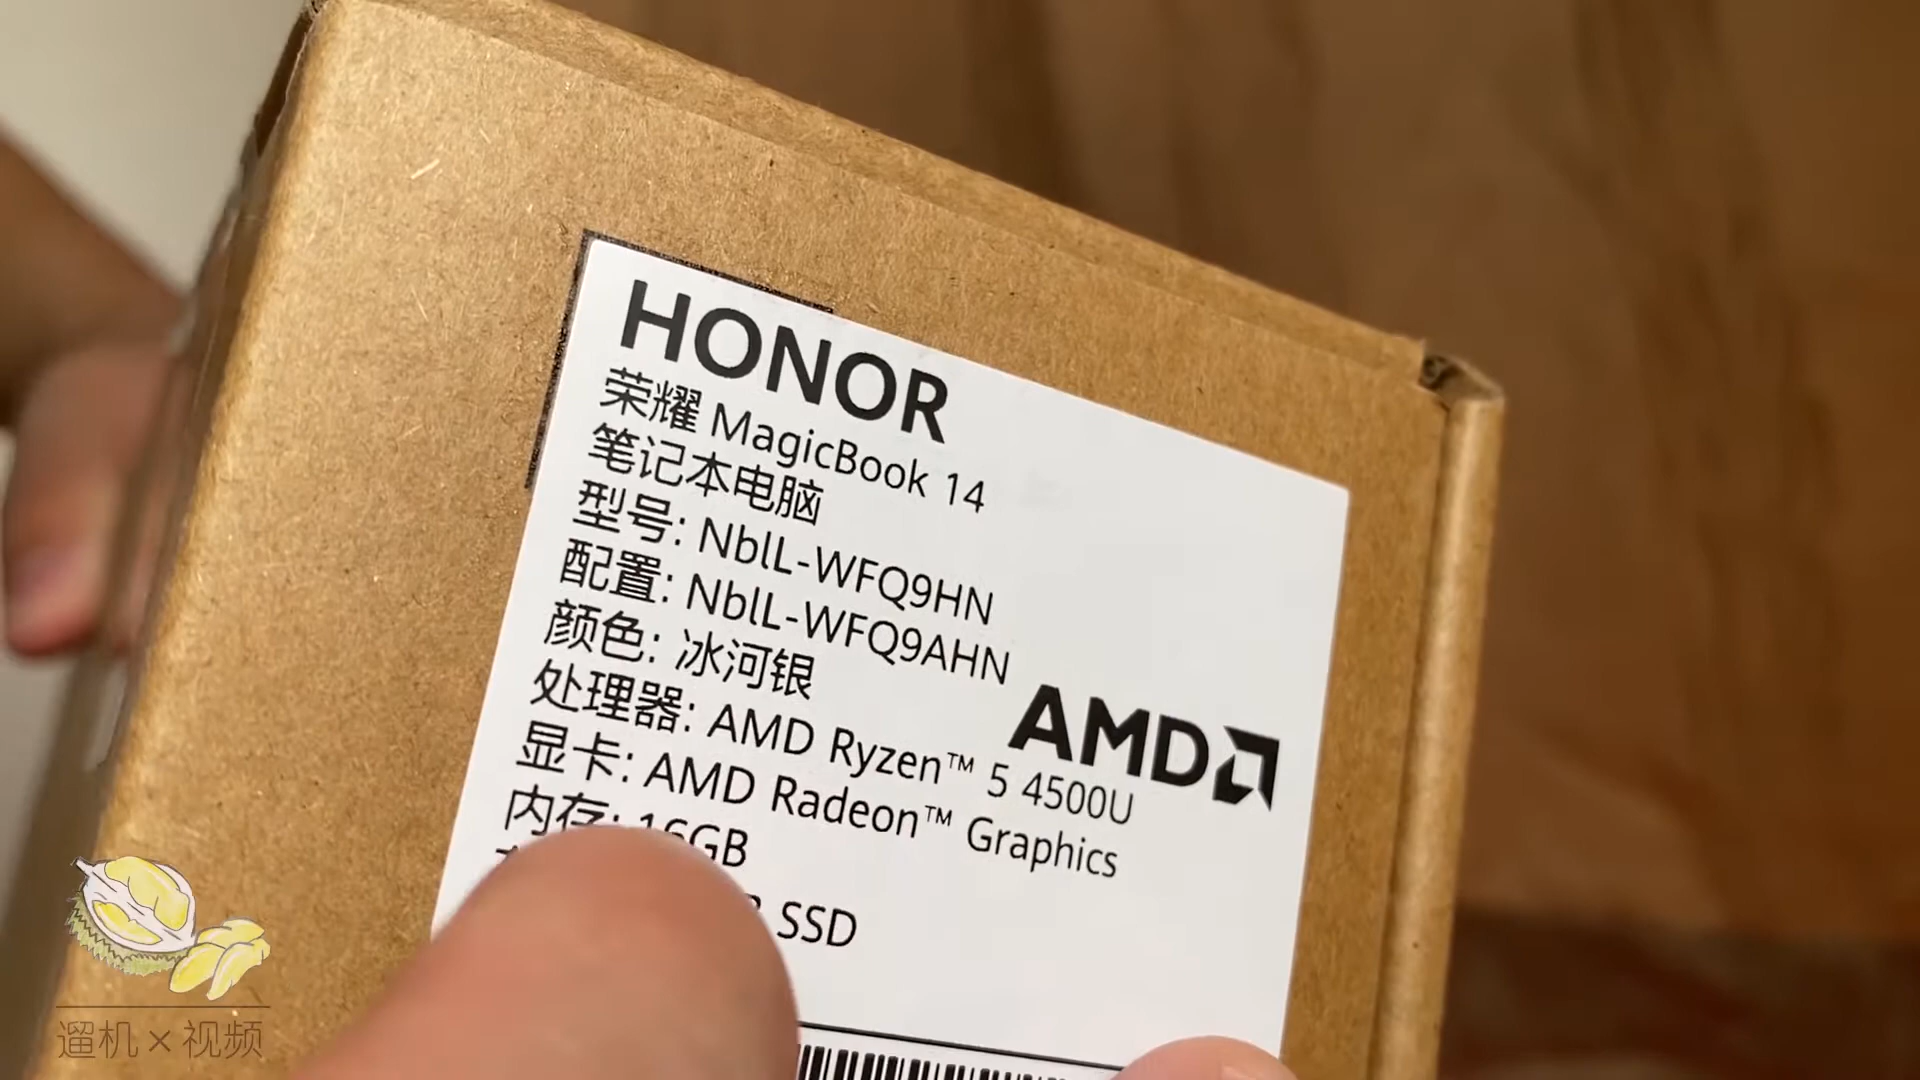 HONOR
荣耀 MagicBook 14
笔记本电脑
型号: NblL-WFQ9HN
配置: NblL-WFQ9AHN
颜色: 冰河银
AMD
处理器: AMD Ryzen™ 5 4500U
显卡: AMD Radeon™ Graphics
内存: 16GB
SSD
遛机×视频